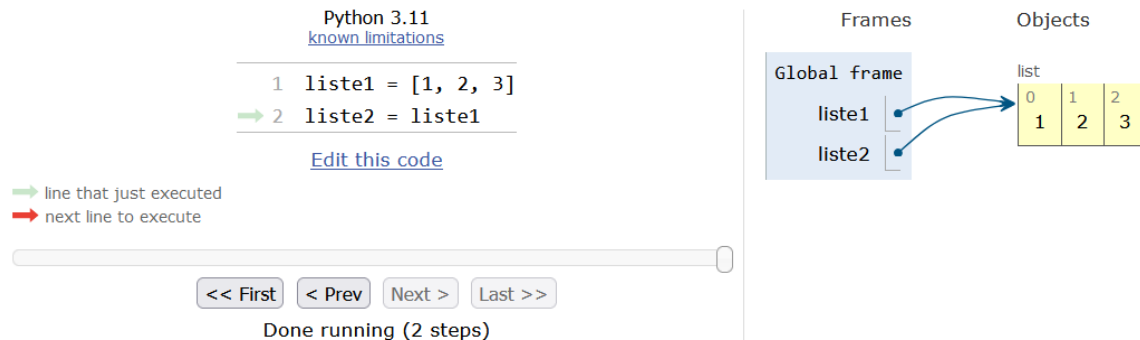 Python 3.11
known limitations
1 liste1 = [1, 2, 3]
2 liste2 = liste1
Edit this code
line that just executed
next line to execute
<< First < Prev Next > Last >>
Done running (2 steps)
Frames Objects
Global frame
liste1
liste2
list
0 1 2
1 2 3